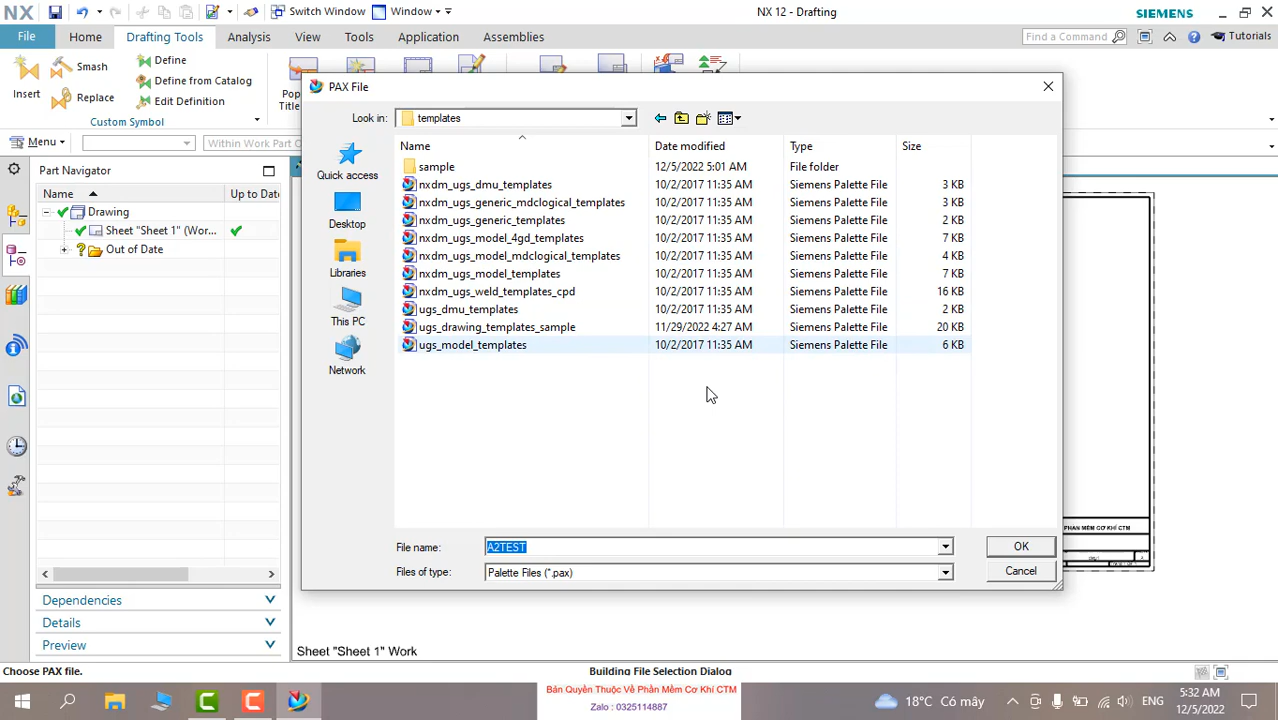 NX Switch Window Window NX 12 - Drafting SIEMENS
File Home Drafting Tools Analysis View Tools Application Assemblies Find a Command Tutorials
Smash Define
Define from Catalog
Insert Replace Edit Definition
Custom Symbol
Menu Within Work Part
Part Navigator
Name Up to Date
Drawing
Sheet "Sheet 1" (Wor...
Out of Date
Dependencies
Details
Preview
PAX File
Look in: templates
Quick access
Desktop
Libraries
This PC
Network
Name Date modified Type Size
sample 12/5/2022 5:01 AM File folder
nxdm_ugs_dmu_templates 10/2/2017 11:35 AM Siemens Palette File 3 KB
nxdm_ugs_generic_mdclogical_templates 10/2/2017 11:35 AM Siemens Palette File 3 KB
nxdm_ugs_generic_templates 10/2/2017 11:35 AM Siemens Palette File 2 KB
nxdm_ugs_model_4gd_templates 10/2/2017 11:35 AM Siemens Palette File 7 KB
nxdm_ugs_model_mdclogical_templates 10/2/2017 11:35 AM Siemens Palette File 4 KB
nxdm_ugs_model_templates 10/2/2017 11:35 AM Siemens Palette File 7 KB
nxdm_ugs_weld_templates_cpd 10/2/2017 11:35 AM Siemens Palette File 16 KB
ugs_dmu_templates 10/2/2017 11:35 AM Siemens Palette File 2 KB
ugs_drawing_templates_sample 11/29/2022 4:27 AM Siemens Palette File 20 KB
ugs_model_templates 10/2/2017 11:35 AM Siemens Palette File 6 KB
File name: A2TEST OK
Files of type: Palette Files (*.pax) Cancel
PHAN MỀM CƠ KHÍ CTM
Sheet "Sheet 1" Work
Choose PAX file. Building File Selection Dialog
Bản Quyền Thuộc Về Phần Mềm Cơ Khí CTM
Zalo : 0325114887
18°C Có mây ENG 5:32 AM
12/5/2022